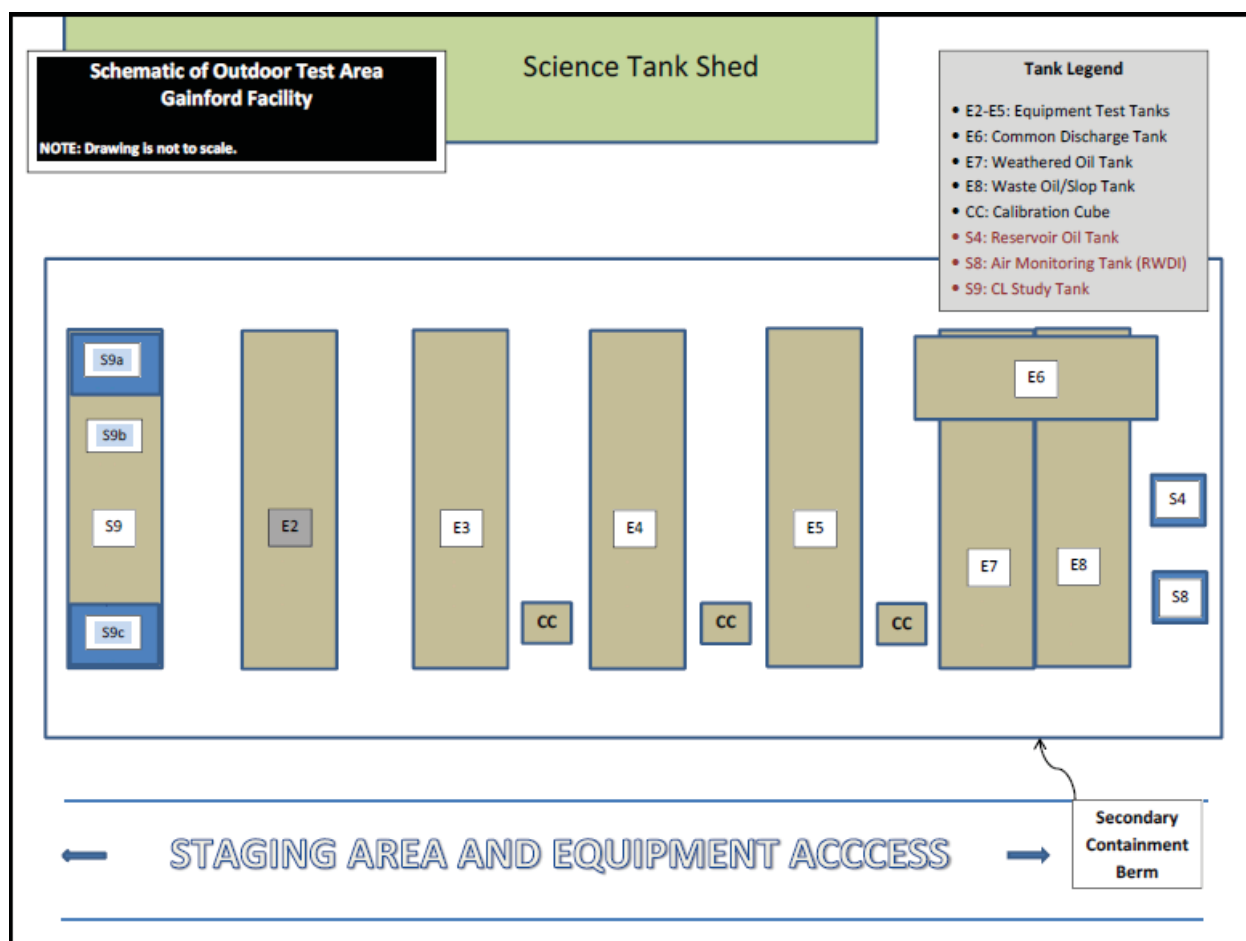 Schematic of Outdoor Test Area
Gainford Facility
NOTE: Drawing is not to scale.
Science Tank Shed
Tank Legend
• E2-E5: Equipment Test Tanks
• E6: Common Discharge Tank
• E7: Weathered Oil Tank
• E8: Waste Oil/Slop Tank
• CC: Calibration Cube
• S4: Reservoir Oil Tank
• S8: Air Monitoring Tank (RWDI)
• S9: CL Study Tank
S9a
S9b
S9
S9c
E2
E3
CC
E4
CC
E5
CC
E6
E7
E8
S4
S8
STAGING AREA AND EQUIPMENT ACCCESS
Secondary
Containment
Berm